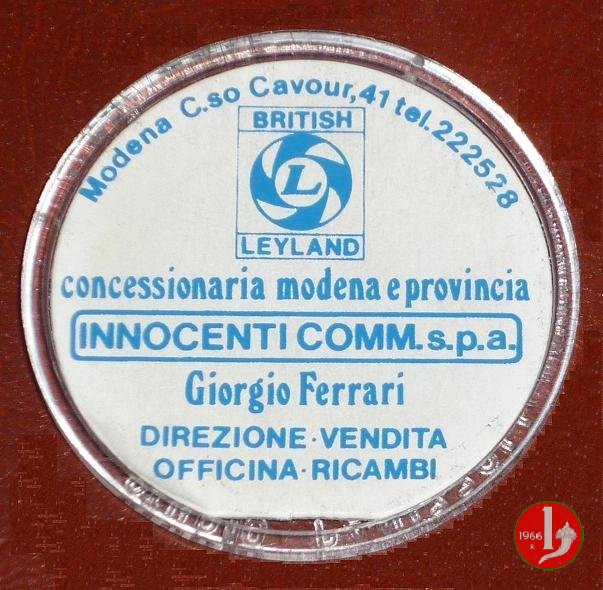 Modena C.so Cavour,41 tel.222528
BRITISH
L
LEYLAND
concessionaria modena e provincia
INNOCENTI COMM.s.p.a.
Giorgio Ferrari
DIREZIONE·VENDITA
OFFICINA·RICAMBI
1966
K